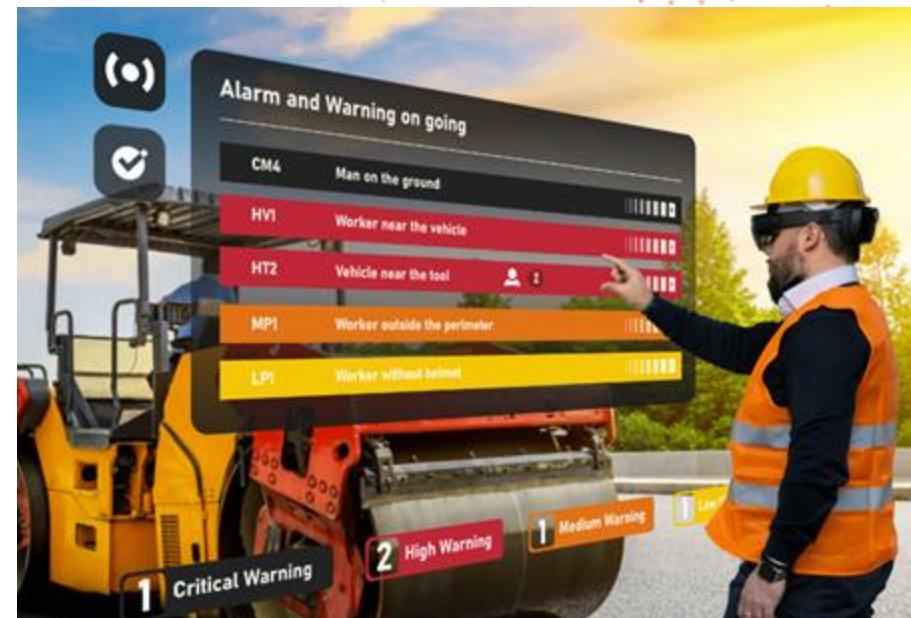 Alarm and Warning on going
CM4 Man on the ground
HV1 Worker near the vehicle
HT2 Vehicle near the tool 2
MP1 Worker outside the perimeter
LP1 Worker without helmet
1 Critical Warning
2 High Warning
1 Medium Warning
1 Low